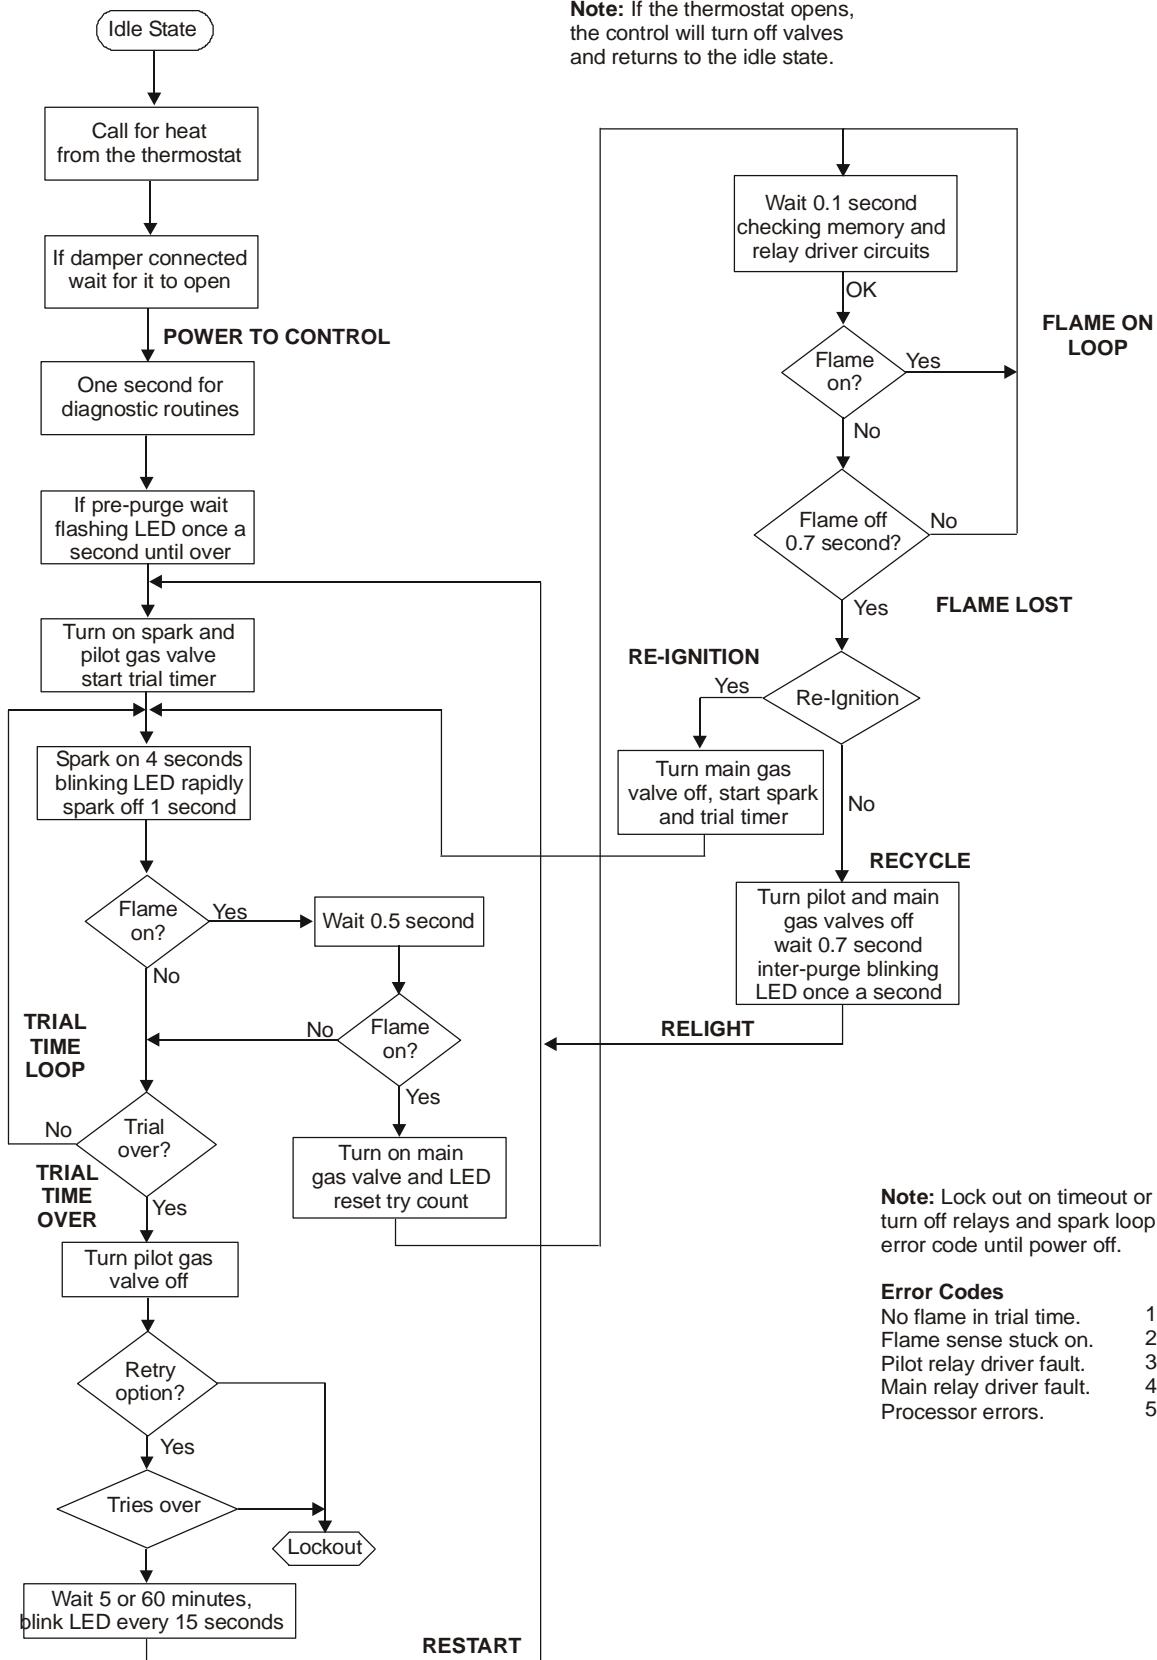 Idle State
Note: If the thermostat opens,
the control will turn off valves
and returns to the idle state.
Call for heat
from the thermostat
If damper connected
wait for it to open
POWER TO CONTROL
One second for
diagnostic routines
If pre-purge wait
flashing LED once a
second until over
Turn on spark and
pilot gas valve
start trial timer
Spark on 4 seconds
blinking LED rapidly
spark off 1 second
Flame
on?
Yes
No
Wait 0.5 second
Flame
on?
No
Yes
TRIAL
TIME
LOOP
Trial
over?
No
TRIAL
TIME
OVER
Yes
Turn on main
gas valve and LED
reset try count
Turn pilot gas
valve off
Retry
option?
Yes
Tries over
Lockout
Wait 5 or 60 minutes,
blink LED every 15 seconds
RESTART
Wait 0.1 second
checking memory and
relay driver circuits
OK
FLAME ON
LOOP
Flame
on?
Yes
No
Flame off
0.7 second?
No
Yes
FLAME LOST
RE-IGNITION
Yes
Re-Ignition
Turn main gas
valve off, start spark
and trial timer
No
RECYCLE
Turn pilot and main
gas valves off
wait 0.7 second
inter-purge blinking
LED once a second
RELIGHT
Note: Lock out on timeout or
turn off relays and spark loop
error code until power off.
Error Codes
No flame in trial time. 1
Flame sense stuck on. 2
Pilot relay driver fault. 3
Main relay driver fault. 4
Processor errors. 5